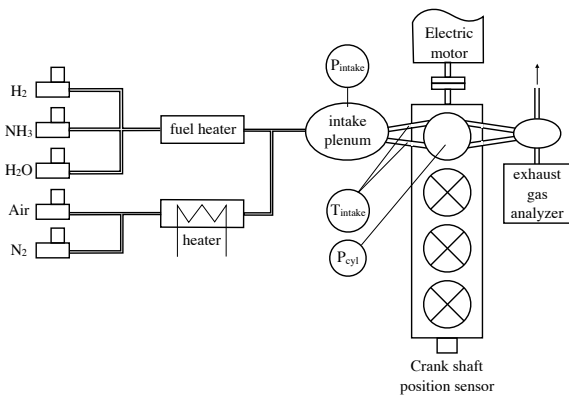 Electric
motor
P_intake
H₂
NH₃
H₂O
Air
N₂
fuel heater
heater
intake
plenum
T_intake
P_cyl
exhaust
gas
analyzer
Crank shaft
position sensor